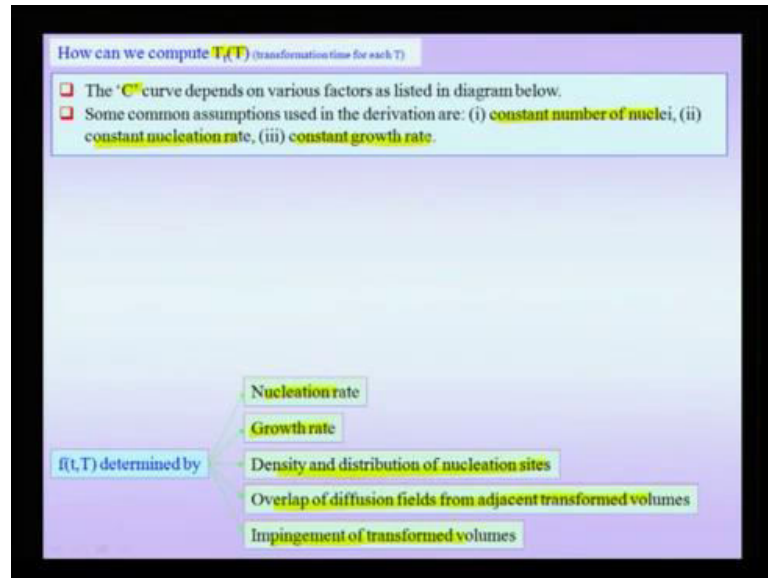 How can we compute Tt(T) (transformation time for each T)
The 'C' curve depends on various factors as listed in diagram below.
Some common assumptions used in the derivation are: (i) constant number of nuclei, (ii)
constant nucleation rate, (iii) constant growth rate.
Nucleation rate
Growth rate
f(t,T) determined by
Density and distribution of nucleation sites
Overlap of diffusion fields from adjacent transformed volumes
Impingement of transformed volumes